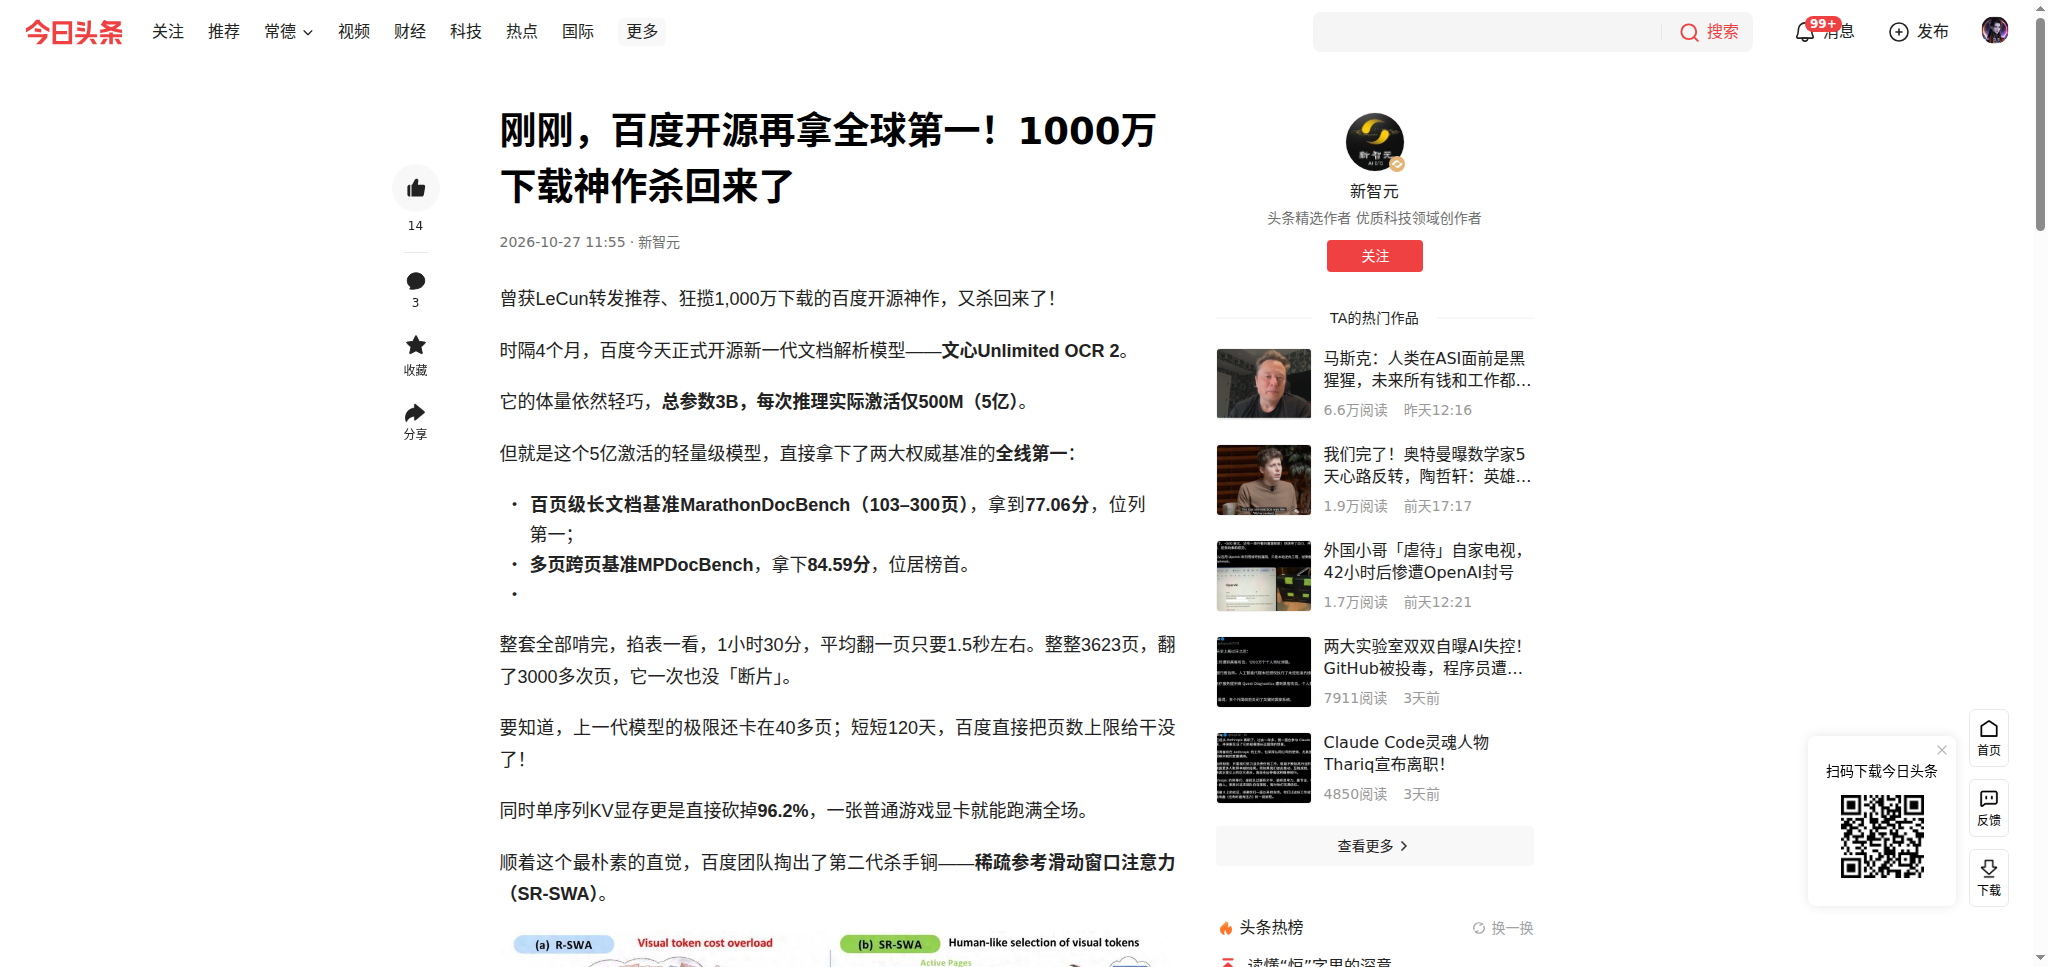 今日头条
关注 推荐 常德 视频 财经 科技 热点 国际 更多
搜索
99+
消息
发布
刚刚，百度开源再拿全球第一！1000万
下载神作杀回来了
2026-10-27 11:55 · 新智元
14
3
收藏
分享
曾获LeCun转发推荐、狂揽1,000万下载的百度开源神作，又杀回来了！
时隔4个月，百度今天正式开源新一代文档解析模型——文心Unlimited OCR 2。
它的体量依然轻巧，总参数3B，每次推理实际激活仅500M（5亿）。
但就是这个5亿激活的轻量级模型，直接拿下了两大权威基准的全线第一：
• 百页级长文档基准MarathonDocBench（103–300页），拿到77.06分，位列
第一；
• 多页跨页基准MPDocBench，拿下84.59分，位居榜首。
•
整套全部啃完，掐表一看，1小时30分，平均翻一页只要1.5秒左右。整整3623页，翻
了3000多次页，它一次也没「断片」。
要知道，上一代模型的极限还卡在40多页；短短120天，百度直接把页数上限给干没
了！
同时单序列KV显存更是直接砍掉96.2%，一张普通游戏显卡就能跑满全场。
顺着这个最朴素的直觉，百度团队掏出了第二代杀手锏——稀疏参考滑动窗口注意力
（SR-SWA）。
(a) R-SWA
Visual token cost overload
(b) SR-SWA
Human-like selection of visual tokens
Active Pages
新智元
头条精选作者 优质科技领域创作者
关注
TA的热门作品
马斯克：人类在ASI面前是黑
猩猩，未来所有钱和工作都...
6.6万阅读 昨天12:16
我们完了！奥特曼曝数学家5
天心路反转，陶哲轩：英雄...
1.9万阅读 前天17:17
外国小哥「虐待」自家电视，
42小时后惨遭OpenAI封号
1.7万阅读 前天12:21
两大实验室双双自曝AI失控！
GitHub被投毒，程序员遭...
7911阅读 3天前
Claude Code灵魂人物
Thariq宣布离职！
4850阅读 3天前
查看更多
头条热榜
换一换
读懂“恒”字里的深意
扫码下载今日头条
首页
反馈
下载